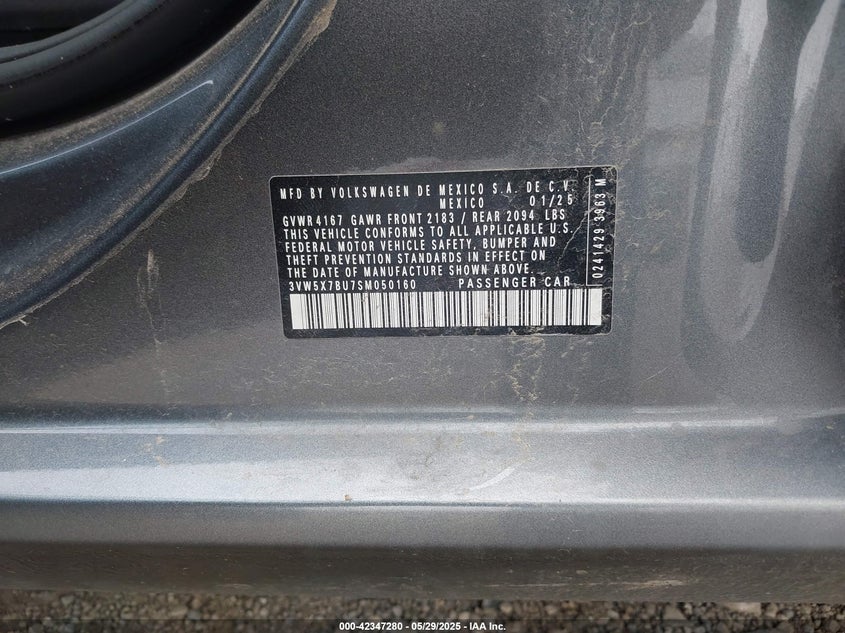 MFD BY VOLKSWAGEN DE MEXICO S.A. DE C.V.
MEXICO 01/25
GVWR 4167 GAWR FRONT 2183 / REAR 2094 LBS
THIS VEHICLE CONFORMS TO ALL APPLICABLE U.S.
FEDERAL MOTOR VEHICLE SAFETY, BUMPER AND
THEFT PREVENTION STANDARDS IN EFFECT ON
THE DATE OF MANUFACTURE SHOWN ABOVE.
3VW5X7BU7SM050160 PASSENGER CAR
02414429 3963 M
000-42347280 - 05/29/2025 - IAA Inc.